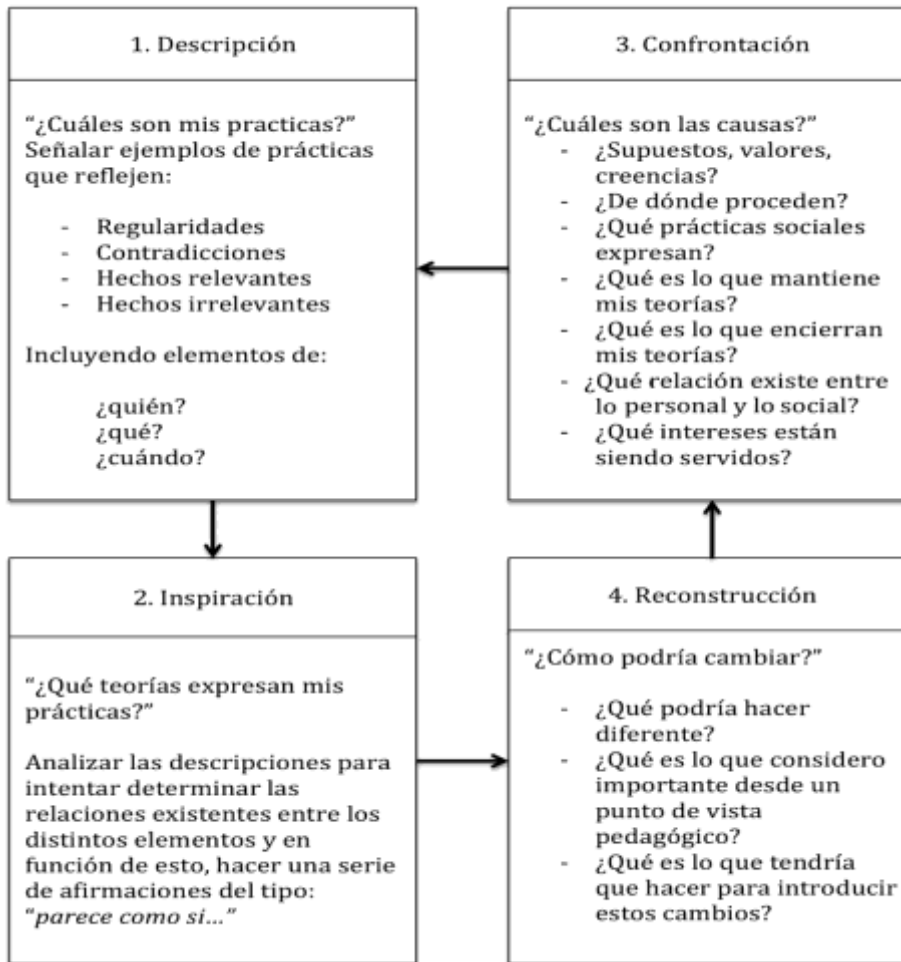 1. Descripción
“¿Cuáles son mis practicas?”
Señalar ejemplos de prácticas
que reflejen:
- Regularidades
- Contradicciones
- Hechos relevantes
- Hechos irrelevantes
Incluyendo elementos de:
¿quién?
¿qué?
¿cuándo?
2. Inspiración
“¿Qué teorías expresan mis
prácticas?”
Analizar las descripciones para
intentar determinar las
relaciones existentes entre los
distintos elementos y en
función de esto, hacer una serie
de afirmaciones del tipo:
“parece como si…”
3. Confrontación
“¿Cuáles son las causas?”
- ¿Supuestos, valores,
creencias?
- ¿De dónde proceden?
- ¿Qué prácticas sociales
expresan?
- ¿Qué es lo que mantiene
mis teorías?
- ¿Qué es lo que encierran
mis teorías?
- ¿Qué relación existe entre
lo personal y lo social?
- ¿Qué intereses están
siendo servidos?
4. Reconstrucción
“¿Cómo podría cambiar?”
- ¿Qué podría hacer
diferente?
- ¿Qué es lo que considero
importante desde un
punto de vista
pedagógico?
- ¿Qué es lo que tendría
que hacer para introducir
estos cambios?